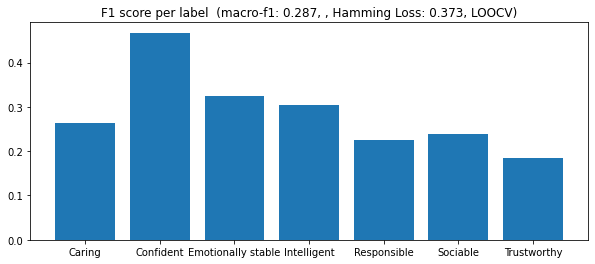 F1 score per label (macro-f1: 0.287, , Hamming Loss: 0.373, LOOCV)
0.4
0.3
0.2
0.1
0.0
Caring Confident Emotionally stable Intelligent Responsible Sociable Trustworthy